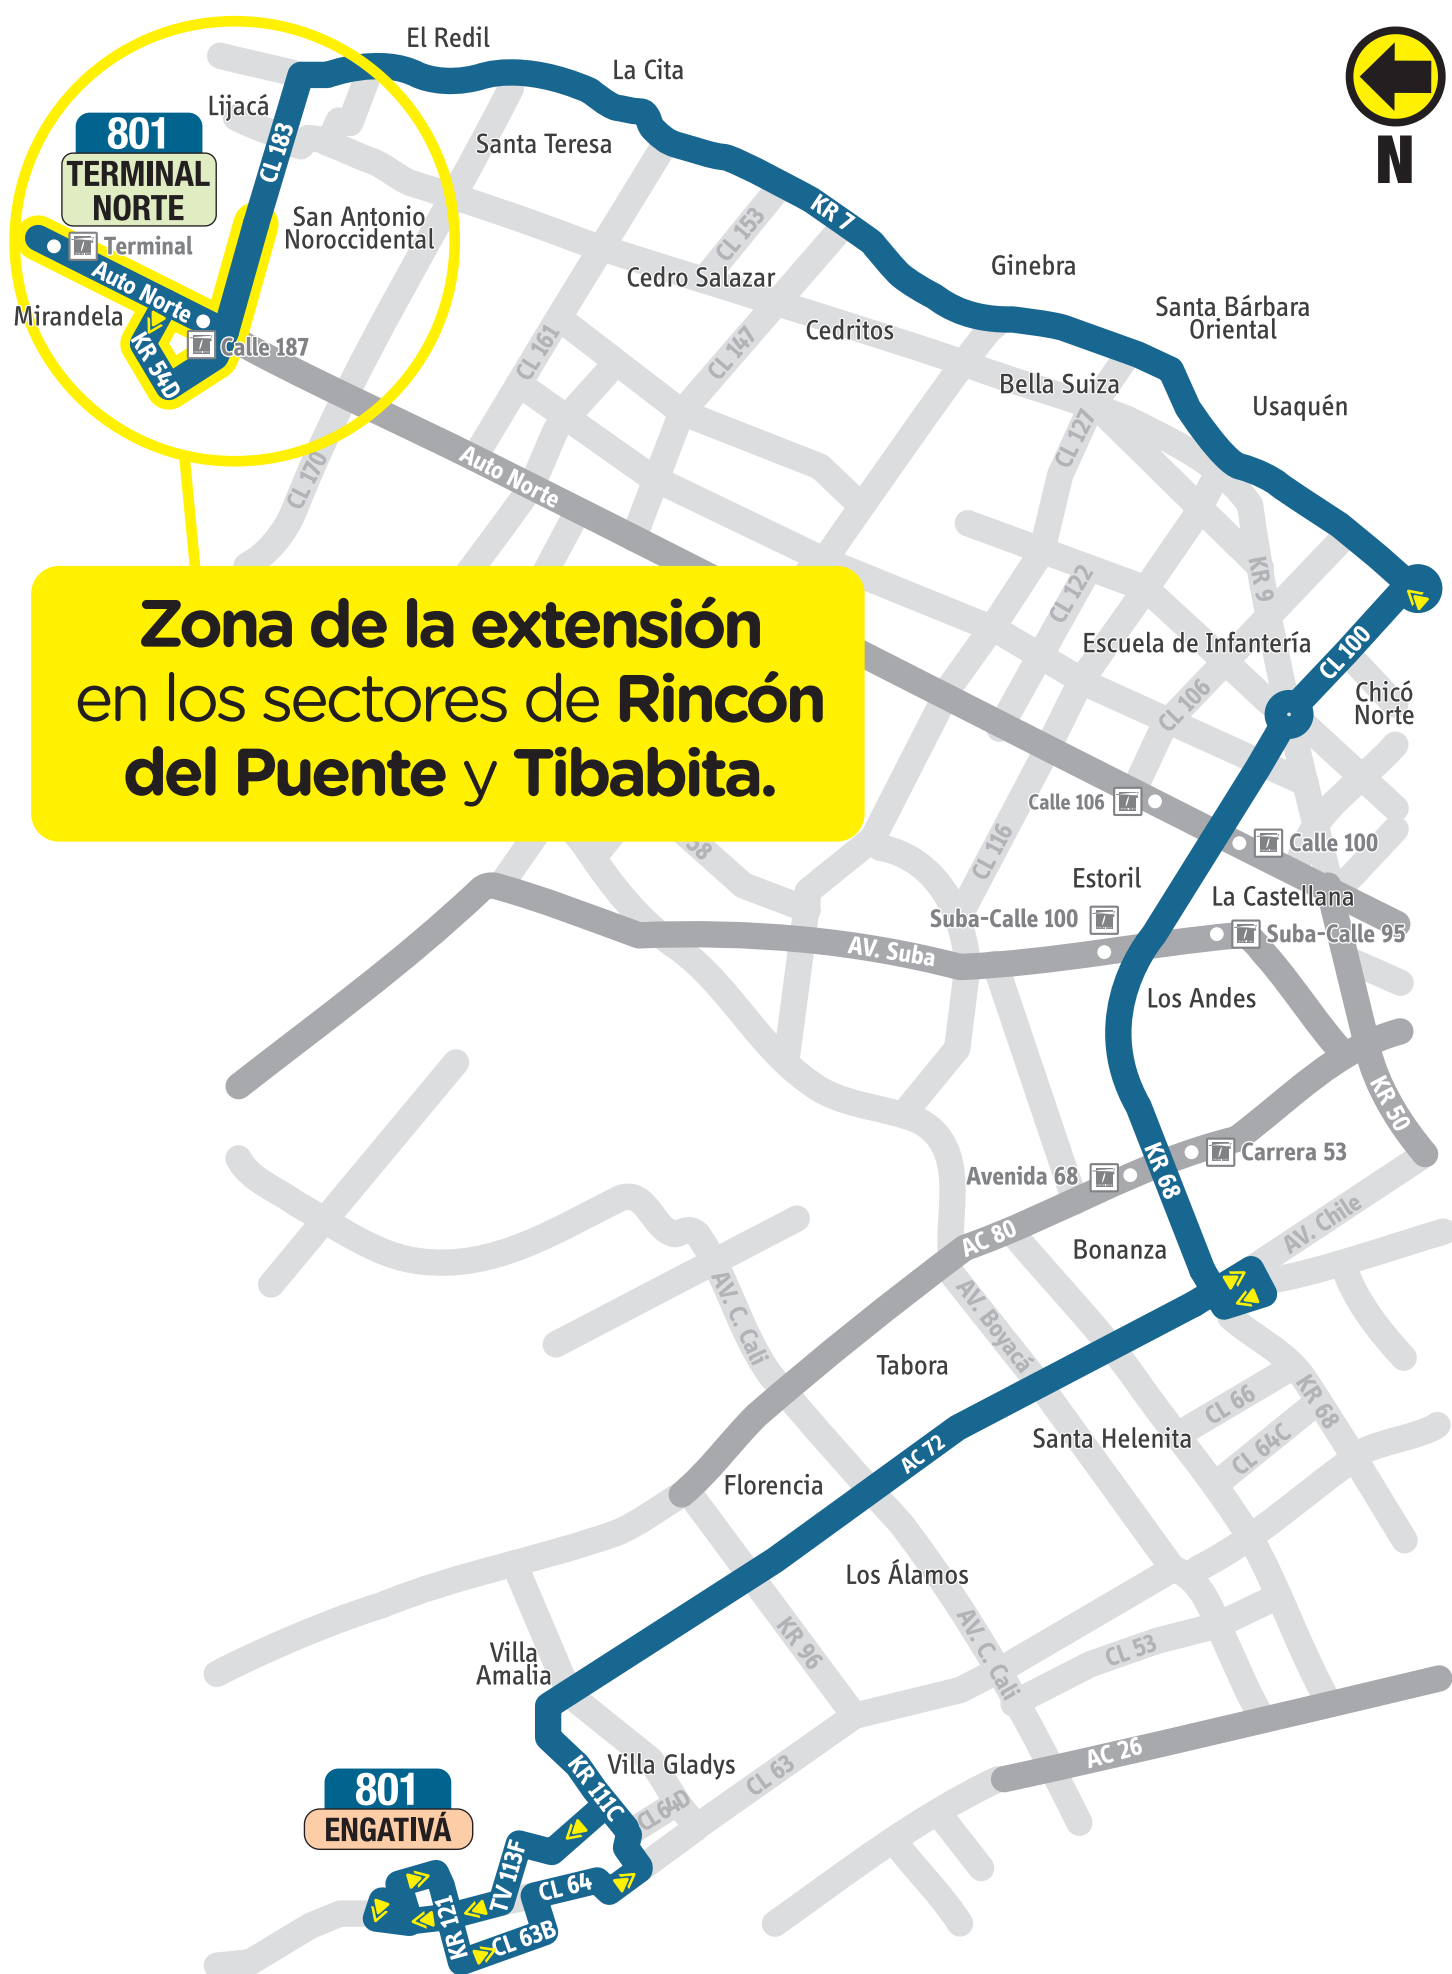 El Redil
La Cita
Lijacá
801
TERMINAL
NORTE
CL 183
Santa Teresa
N
San Antonio
Noroccidental
Terminal
Auto Norte
Mirandela
Calle 187
KR 54D
KR 7
CL 153
Cedro Salazar
Ginebra
Cedritos
Santa Bárbara
Oriental
CL 161
CL 147
Bella Suiza
Usaquén
CL 127
CL 170
Auto Norte
KR 9
CL 122
Zona de la extensión
en los sectores de Rincón
del Puente y Tibabita.
Escuela de Infantería
CL 100
Chicó
Norte
CL 106
Calle 106
Calle 100
58
CL 116
Estoril
La Castellana
Suba-Calle 100
Suba-Calle 95
AV. Suba
Los Andes
KR 50
Carrera 53
Avenida 68
KR 68
AV. Chile
AC 80
Bonanza
AV. C. Cali
AV. Boyacá
Tabora
KR 68
CL 66
Santa Helenita
CL 64C
AC 72
Florencia
Los Álamos
KR 96
AV. C. Cali
CL 53
Villa
Amalia
AC 26
Villa Gladys
CL 63
KR 111C
CL 64D
801
ENGATIVÁ
TV 113F
CL 64
KR 121
CL 63B